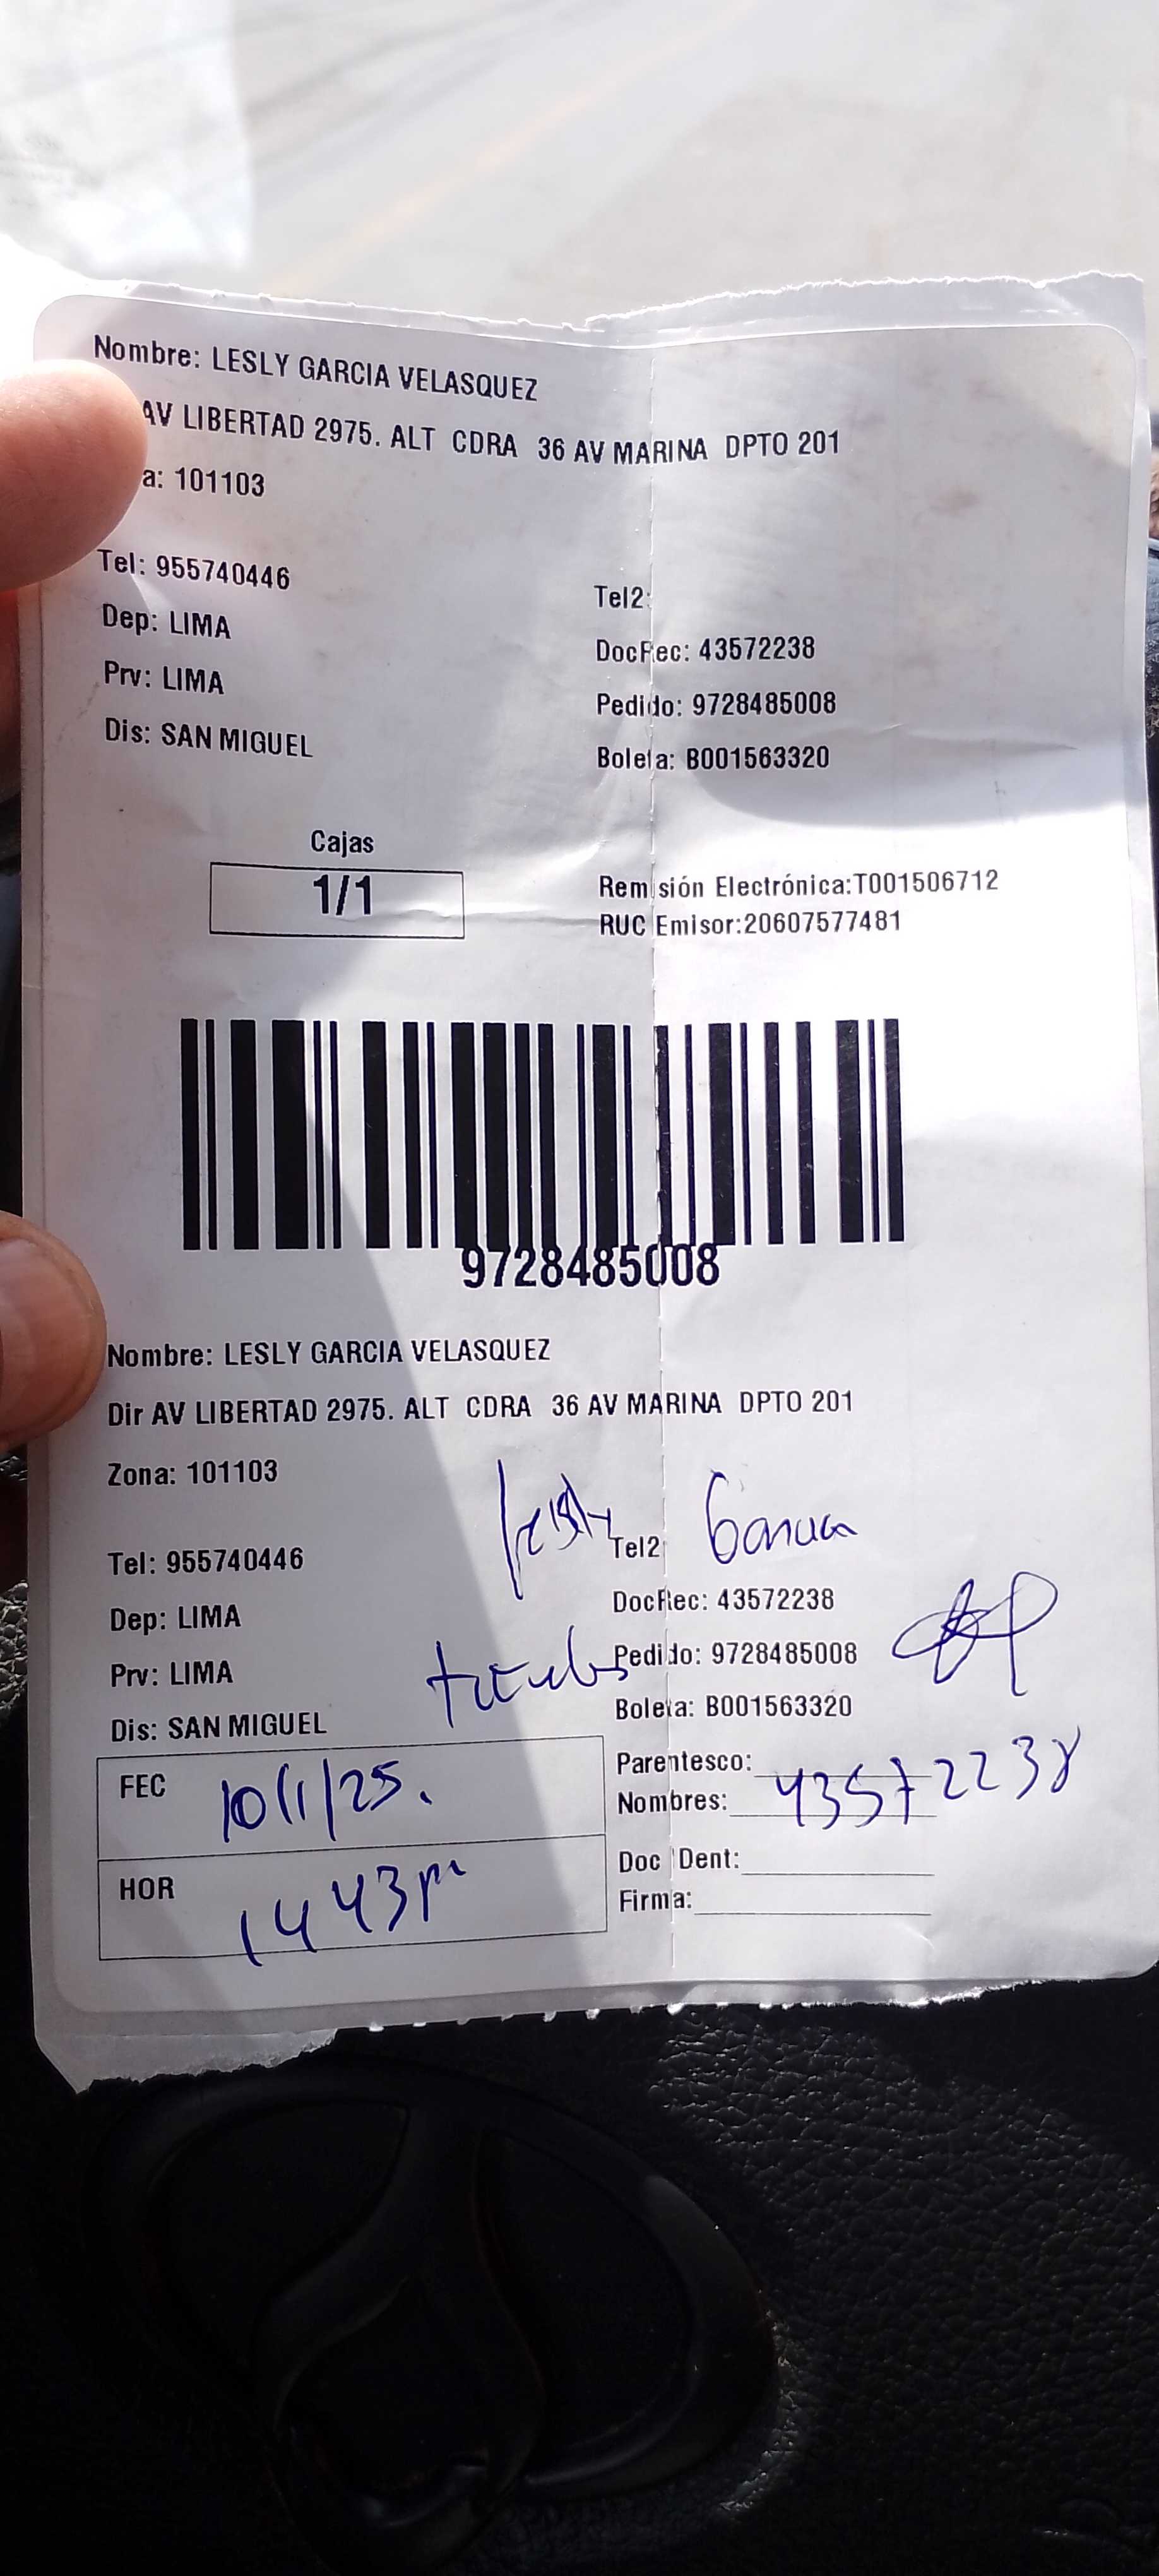 Nombre: LESLY GARCIA VELASQUEZ
AV LIBERTAD 2975. ALT CDRA 36 AV MARINA DPTO 201
a: 101103
Tel: 955740446
Tel2:
Dep: LIMA
DocRec: 43572238
Prv: LIMA
Pedido: 9728485008
Dis: SAN MIGUEL
Boleta: B001563320
Cajas
1/1
Remisión Electrónica:T001506712
RUC Emisor:20607577481
9728485008
Nombre: LESLY GARCIA VELASQUEZ
Dir AV LIBERTAD 2975. ALT CDRA 36 AV MARINA DPTO 201
Zona: 101103
Lesly Garcia
Tel: 955740446
Tel2
Dep: LIMA
DocRec: 43572238
Prv: LIMA
Pedido: 9728485008
Dis: SAN MIGUEL
Boleta: B001563320
FEC 10/1/25.
Parentesco:
Nombres: 43572238
HOR 1443pm
Doc Dent:
Firma: